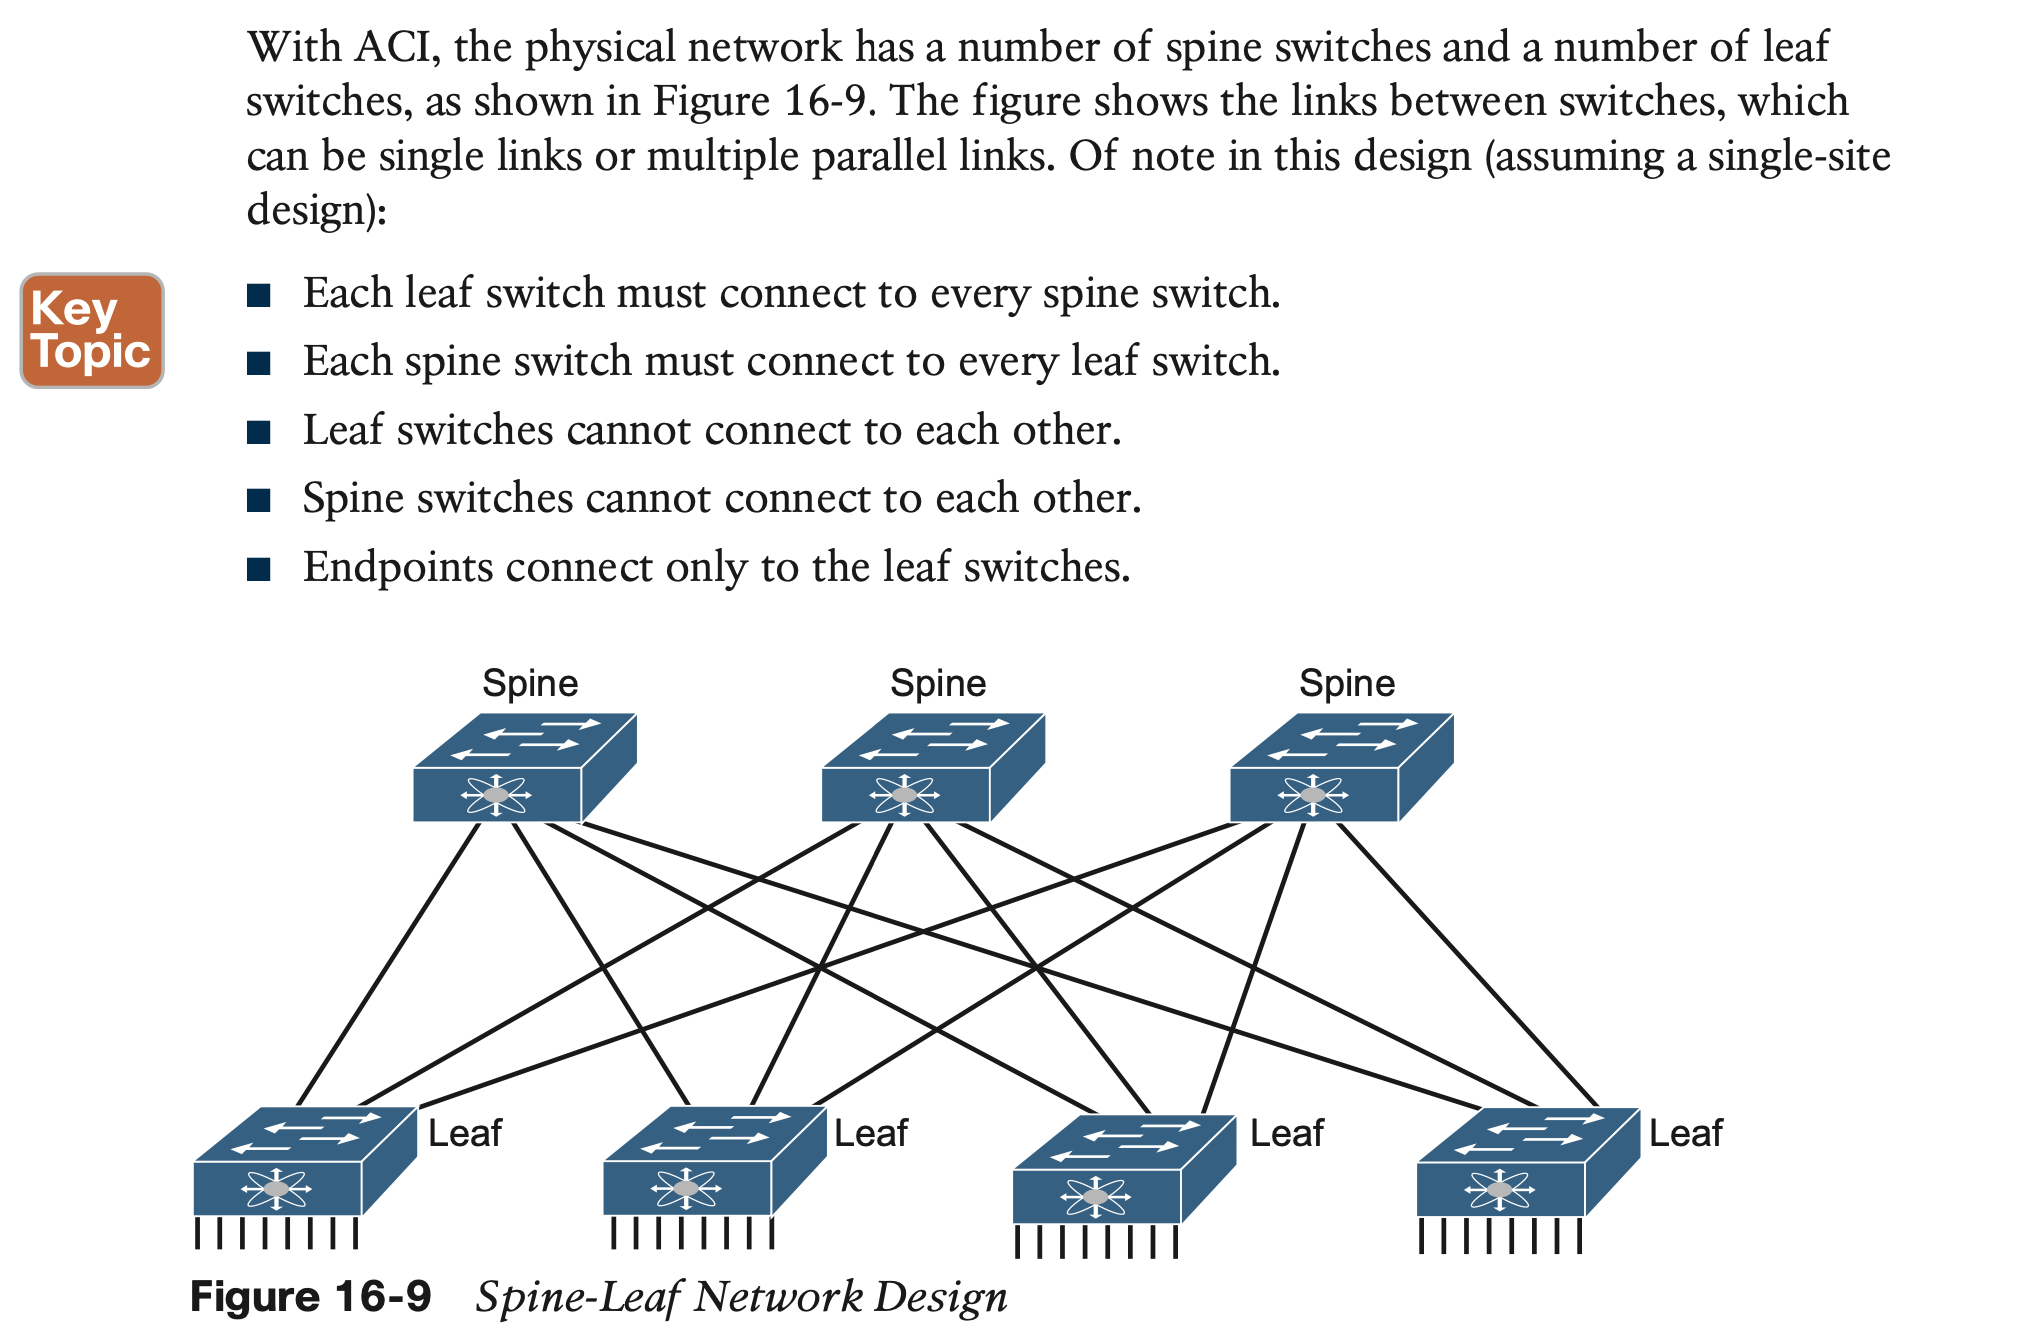 With ACI, the physical network has a number of spine switches and a number of leaf
switches, as shown in Figure 16-9. The figure shows the links between switches, which
can be single links or multiple parallel links. Of note in this design (assuming a single-site
design):
Key
Topic
■ Each leaf switch must connect to every spine switch.
■ Each spine switch must connect to every leaf switch.
■ Leaf switches cannot connect to each other.
■ Spine switches cannot connect to each other.
■ Endpoints connect only to the leaf switches.
Spine
Spine
Spine
Leaf
Leaf
Leaf
Leaf
Figure 16-9 Spine-Leaf Network Design